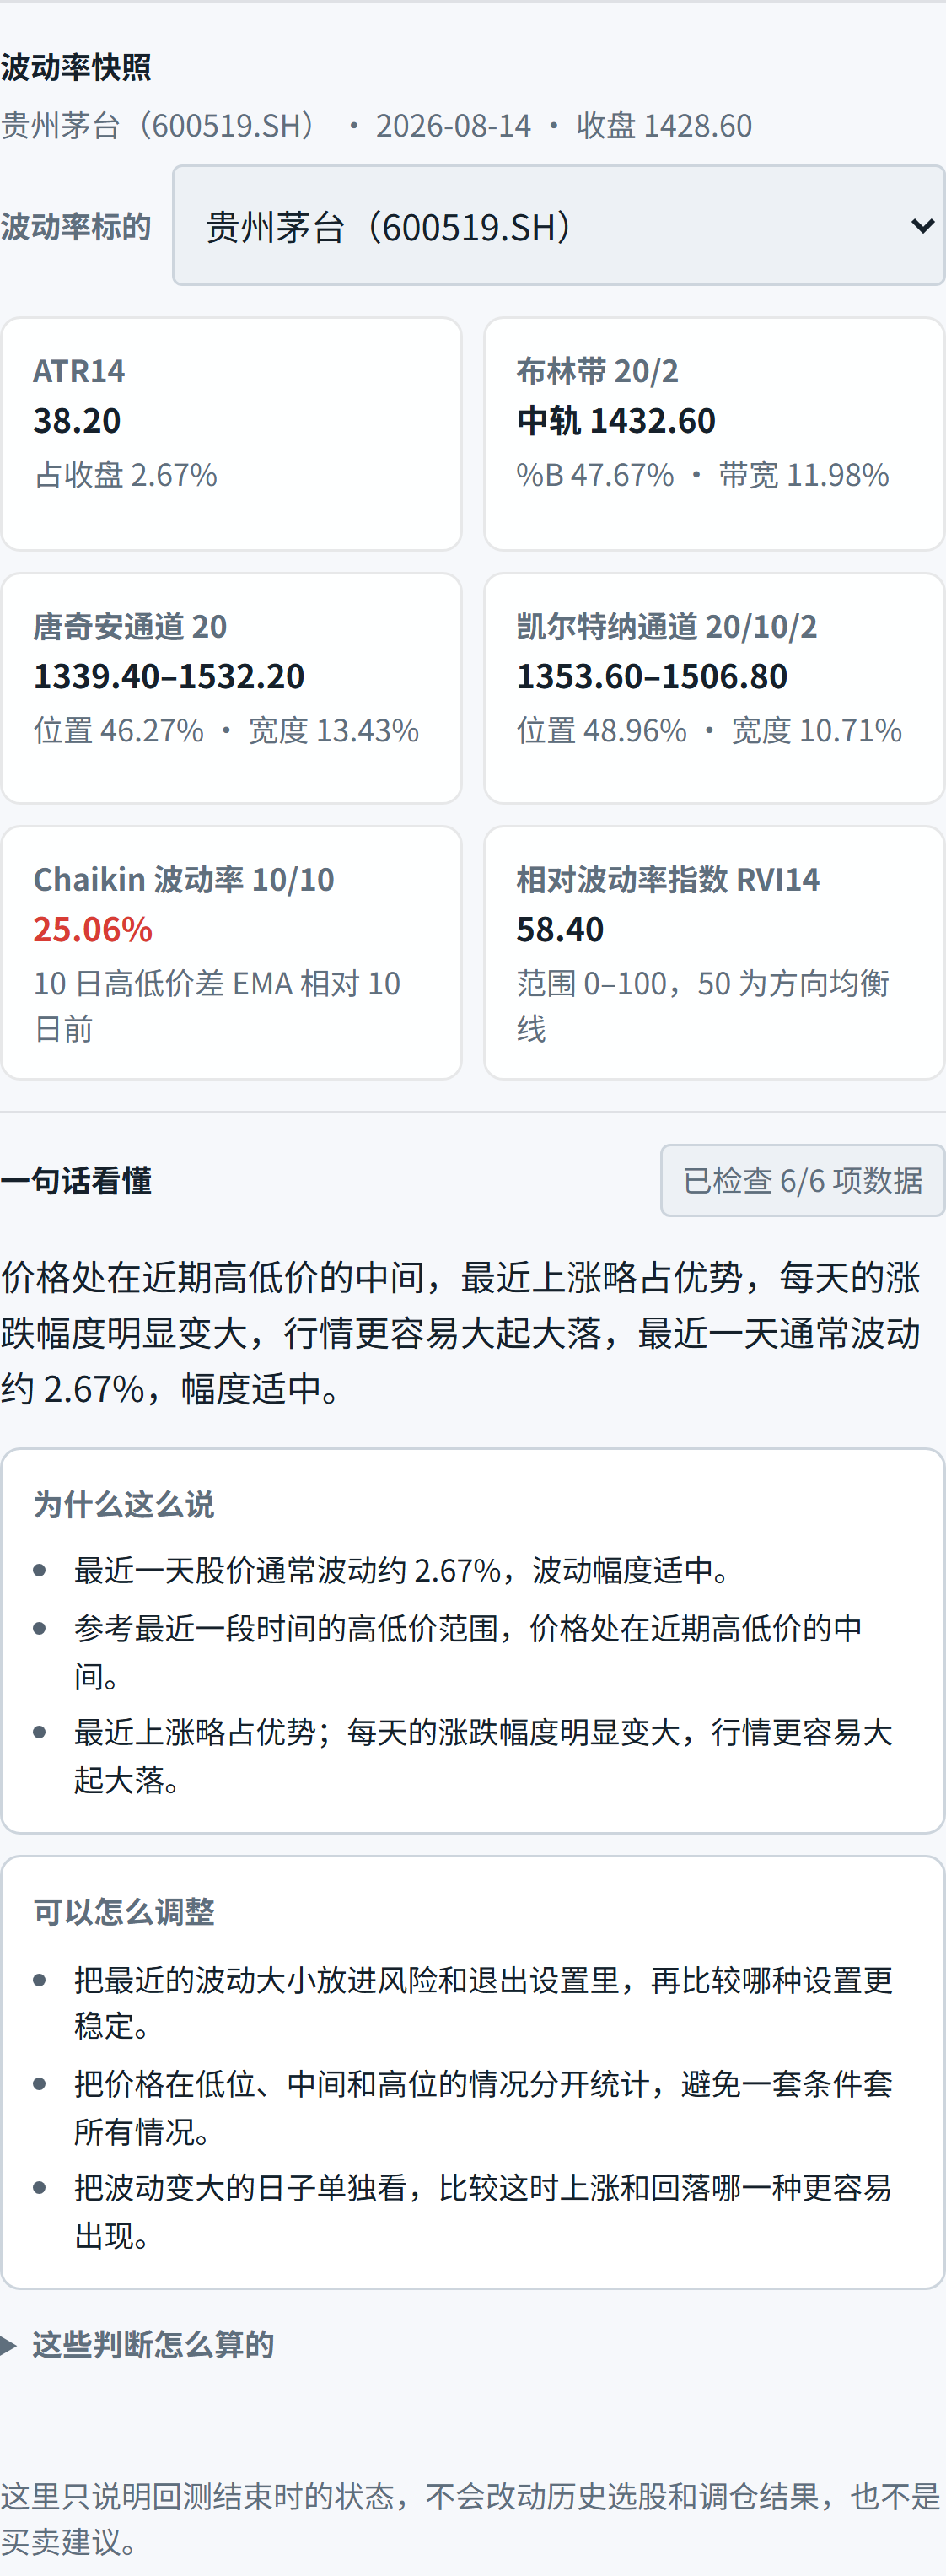 波动率快照
贵州茅台（600519.SH） · 2026-08-14 · 收盘 1428.60
波动率标的
贵州茅台（600519.SH）
ATR14
38.20
占收盘 2.67%
布林带 20/2
中轨 1432.60
%B 47.67% · 带宽 11.98%
唐奇安通道 20
1339.40–1532.20
位置 46.27% · 宽度 13.43%
凯尔特纳通道 20/10/2
1353.60–1506.80
位置 48.96% · 宽度 10.71%
Chaikin 波动率 10/10
25.06%
10 日高低价差 EMA 相对 10
日前
相对波动率指数 RVI14
58.40
范围 0–100，50 为方向均衡
线
一句话看懂
已检查 6/6 项数据
价格处在近期高低价的中间，最近上涨略占优势，每天的涨
跌幅度明显变大，行情更容易大起大落，最近一天通常波动
约 2.67%，幅度适中。
为什么这么说
最近一天股价通常波动约 2.67%，波动幅度适中。
参考最近一段时间的高低价范围，价格处在近期高低价的中
间。
最近上涨略占优势；每天的涨跌幅度明显变大，行情更容易大
起大落。
可以怎么调整
把最近的波动大小放进风险和退出设置里，再比较哪种设置更
稳定。
把价格在低位、中间和高位的情况分开统计，避免一套条件套
所有情况。
把波动变大的日子单独看，比较这时上涨和回落哪一种更容易
出现。
这些判断怎么算的
这里只说明回测结束时的状态，不会改动历史选股和调仓结果，也不是
买卖建议。